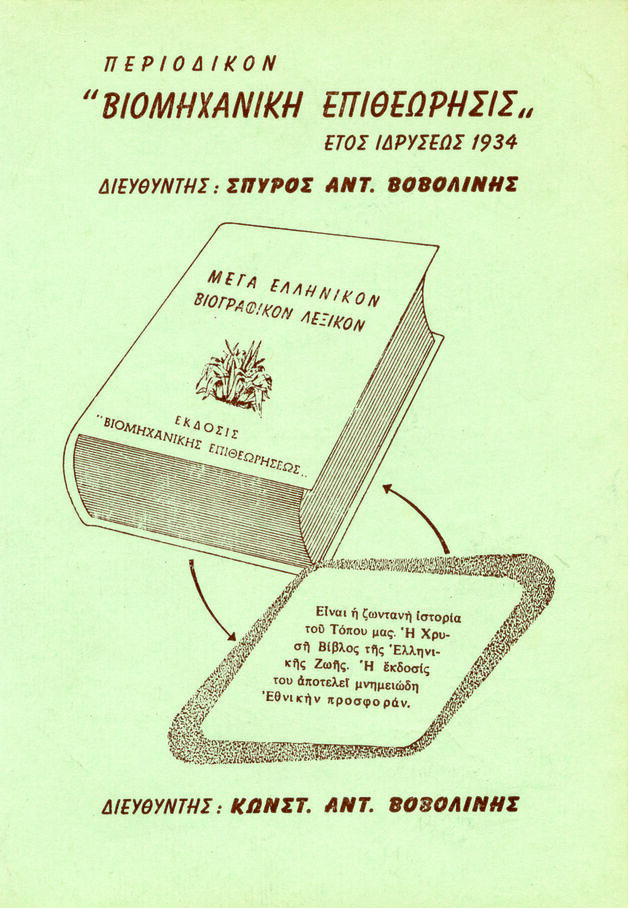 ΠΕΡΙΟΔΙΚΟΝ
“ΒΙΟΜΗΧΑΝΙΚΗ ΕΠΙΘΕΩΡΗΣΙΣ„
ΕΤΟΣ ΙΔΡΥΣΕΩΣ 1934
ΔΙΕΥΘΥΝΤΗΣ: ΣΠΥΡΟΣ ΑΝΤ. ΒΟΒΟΛΙΝΗΣ
ΜΕΓΑ ΕΛΛΗΝΙΚΟΝ
ΒΙΟΓΡΑΦΙΚΟΝ ΛΕΞΙΚΟΝ
ΕΚΔΟΣΙΣ
“ΒΙΟΜΗΧΑΝΙΚΗΣ ΕΠΙΘΕΩΡΗΣΕΩΣ„
Εἶναι ἡ ζωντανὴ ἱστορία
τοῦ Τόπου μας. Ἡ Χρυ-
σῆ Βίβλος τῆς Ἑλληνι-
κῆς Ζωῆς. Ἡ ἔκδοσίς
του ἀποτελεῖ μνημειώδη
Ἐθνικὴν προσφοράν.
ΔΙΕΥΘΥΝΤΗΣ: ΚΩΝΣΤ. ΑΝΤ. ΒΟΒΟΛΙΝΗΣ